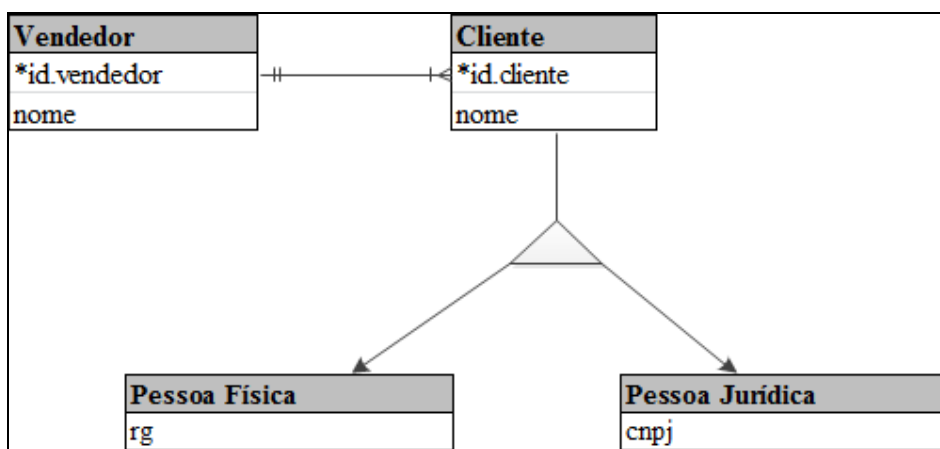 Vendedor
*id.vendedor
nome
Cliente
*id.cliente
nome
Pessoa Física
rg
Pessoa Jurídica
cnpj